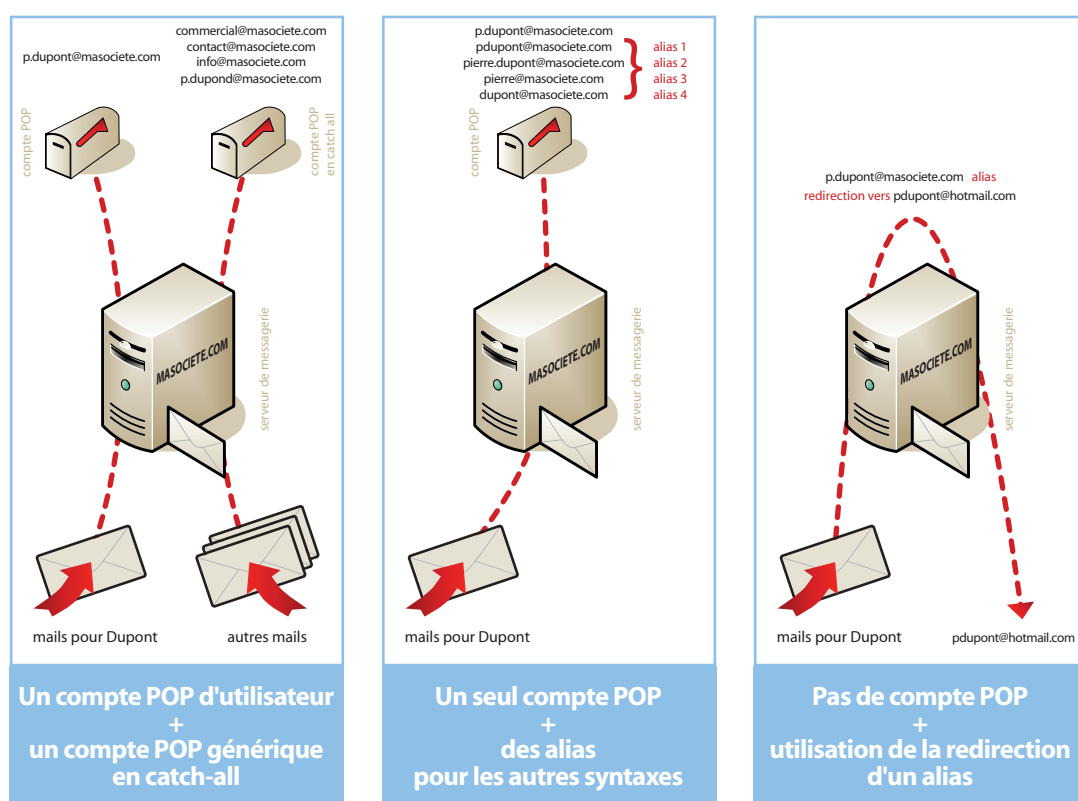 p.dupont@masociete.com
commercial@masociete.com
contact@masociete.com
info@masociete.com
p.dupond@masociete.com
compte POP
compte POP
en catch all
MASOCIETE.COM
serveur de messagerie
mails pour Dupont
autres mails
Un compte POP d'utilisateur
+
un compte POP générique
en catch-all
p.dupont@masociete.com
pdupont@masociete.com alias 1
pierre.dupont@masociete.com alias 2
pierre@masociete.com alias 3
dupont@masociete.com alias 4
compte POP
MASOCIETE.COM
serveur de messagerie
mails pour Dupont
Un seul compte POP
+
des alias
pour les autres syntaxes
p.dupont@masociete.com alias
redirection vers pdupont@hotmail.com
MASOCIETE.COM
serveur de messagerie
mails pour Dupont
pdupont@hotmail.com
Pas de compte POP
+
utilisation de la redirection
d'un alias